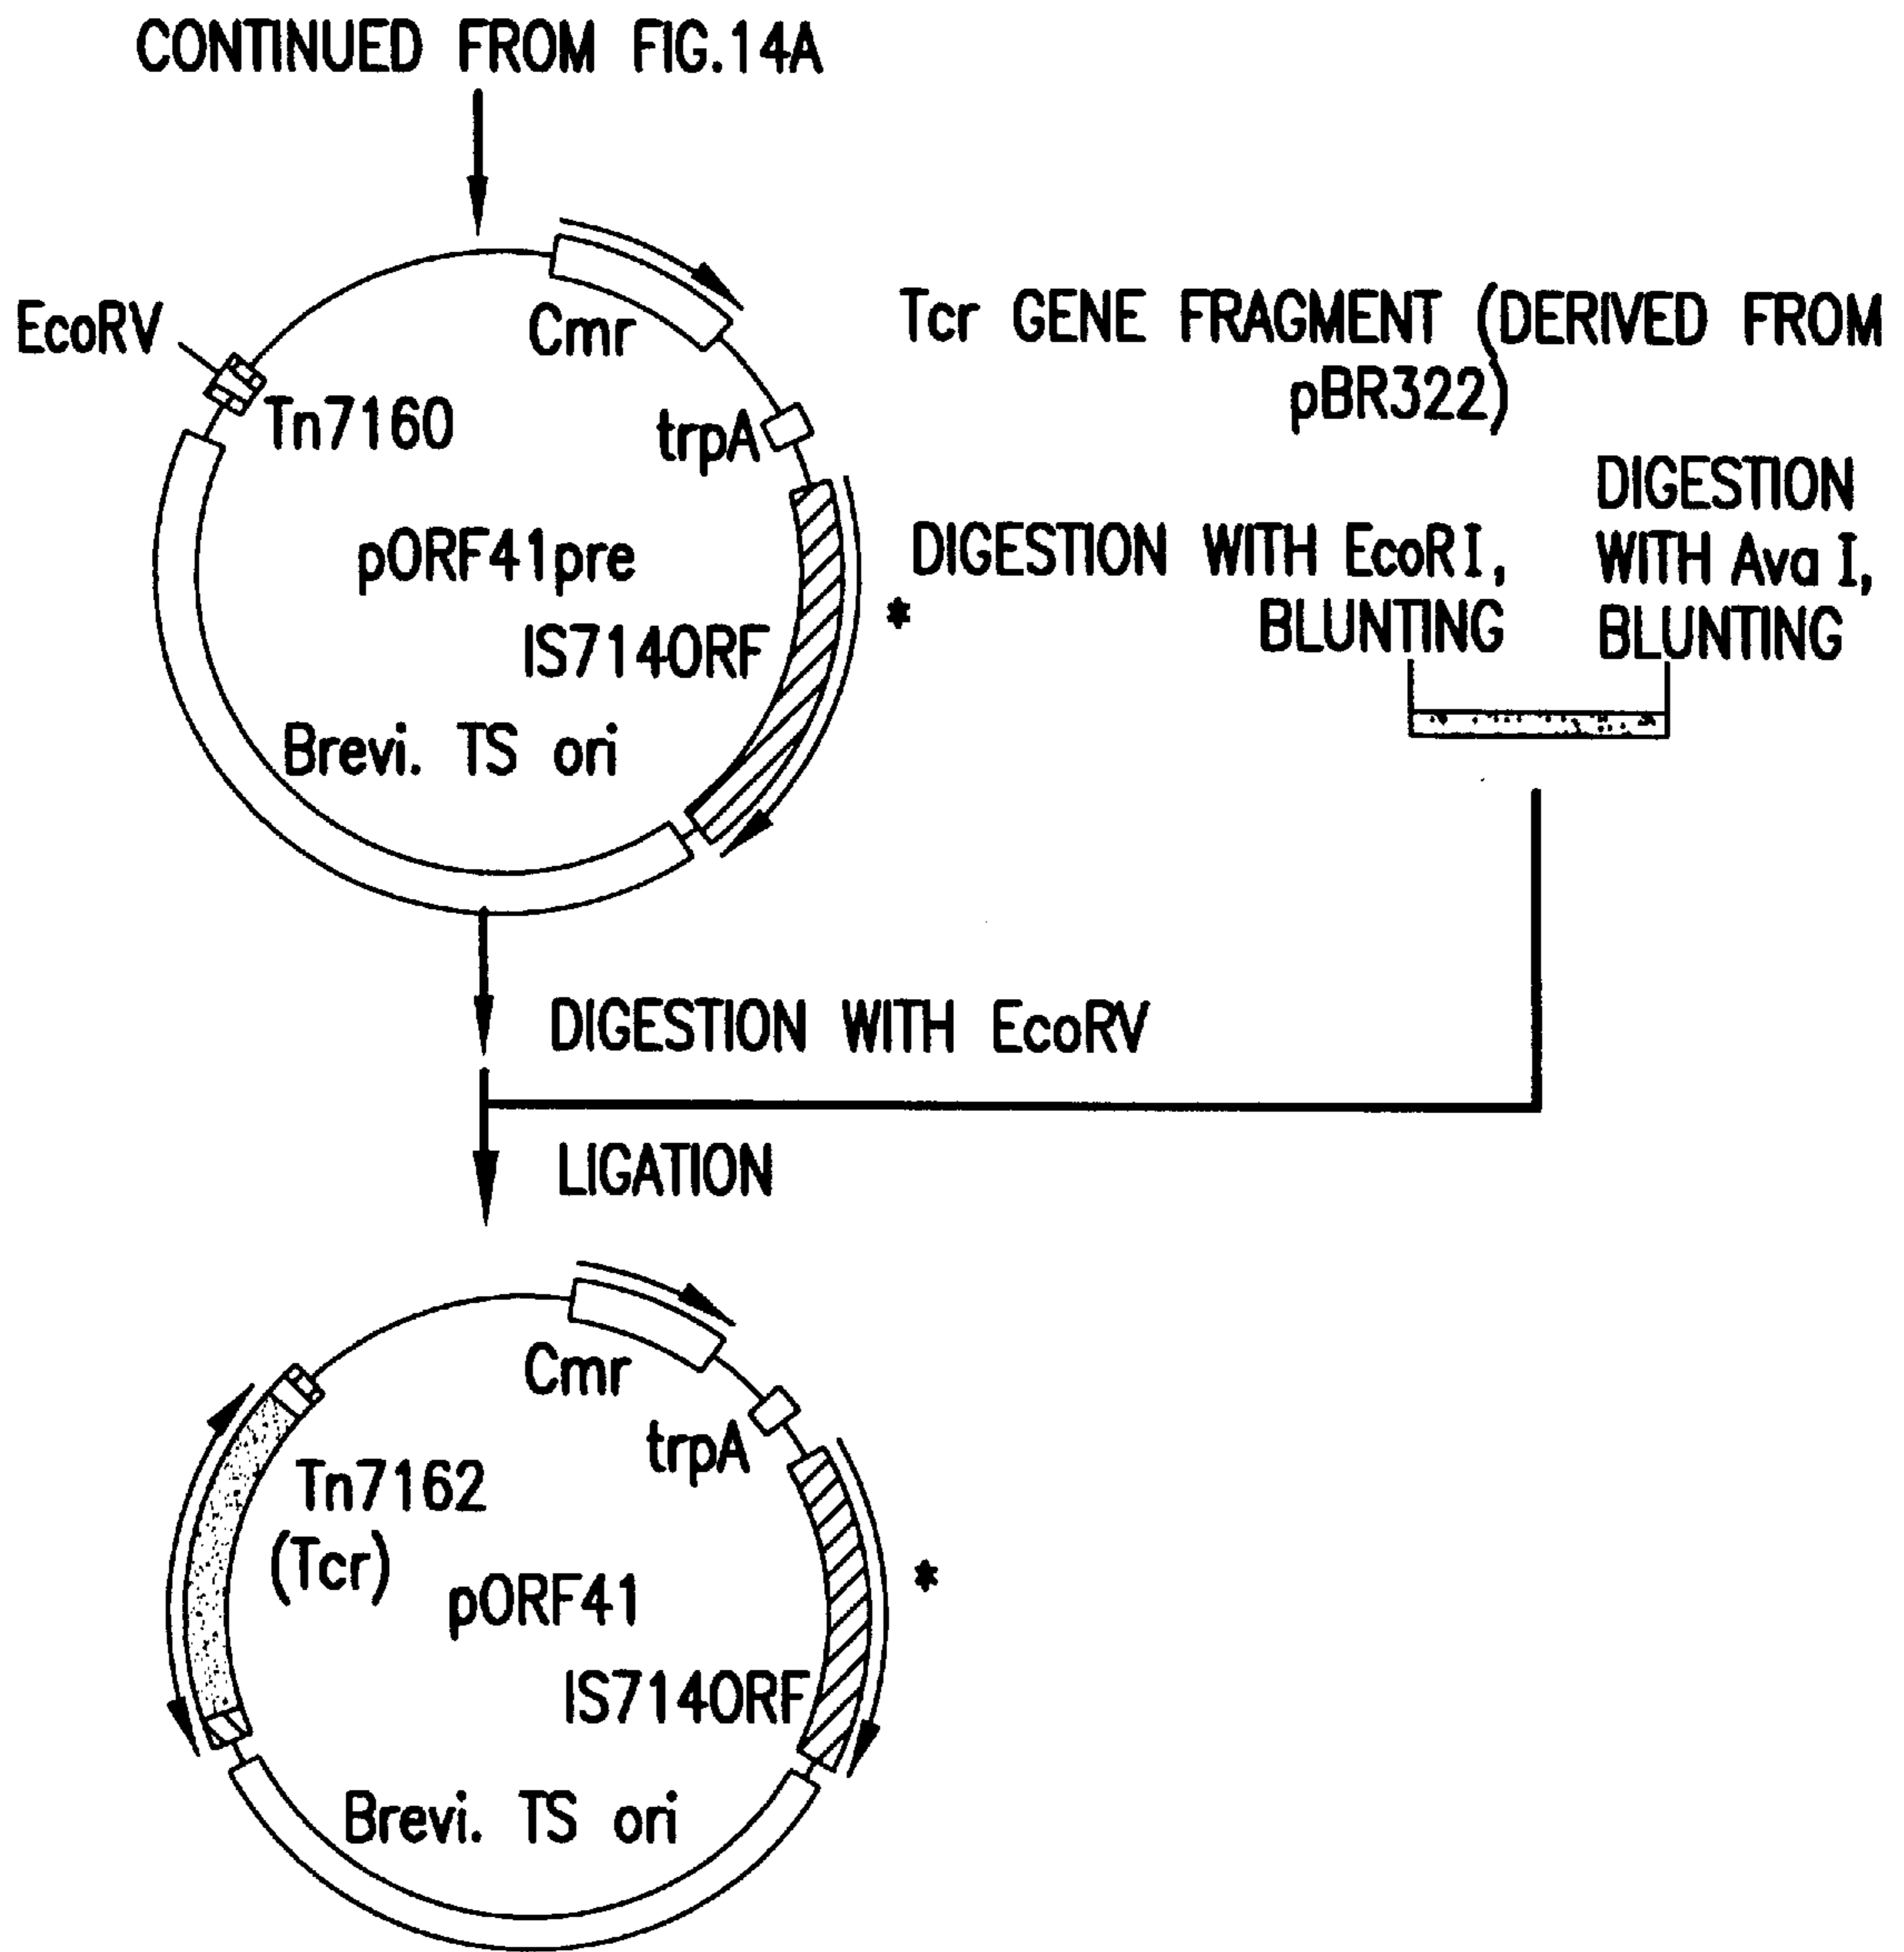 CONTINUED FROM FIG.14A
EcoRV
Cmr
Tn7160
trpA
pORF41pre
IS714ORF
*
Brevi. TS ori
Tcr GENE FRAGMENT (DERIVED FROM
pBR322)
DIGESTION WITH EcoRI,
BLUNTING
DIGESTION
WITH Ava I,
BLUNTING
DIGESTION WITH EcoRV
LIGATION
Cmr
trpA
Tn7162
(Tcr)
pORF41
*
IS714ORF
Brevi. TS ori